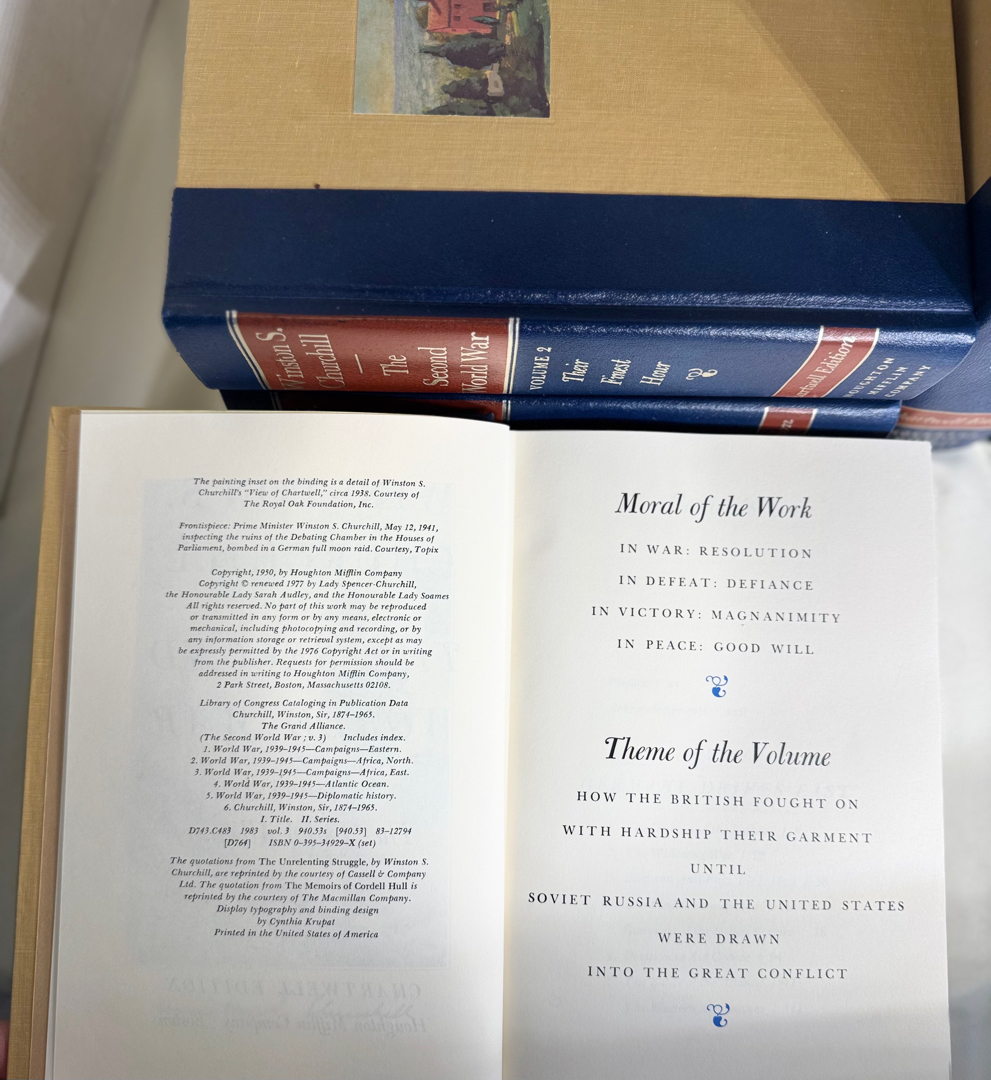 Winston S.
Churchill
The
Second
World War
VOLUME 2
Their
Finest
Hour
Edition
HOUGHTON
MIFFLIN
COMPANY
The painting inset on the binding is a detail of Winston S.
Churchill's "View of Chartwell," circa 1938. Courtesy of
The Royal Oak Foundation, Inc.
Frontispiece: Prime Minister Winston S. Churchill, May 12, 1941,
inspecting the ruins of the Debating Chamber in the Houses of
Parliament, bombed in a German full moon raid. Courtesy, Topix
Copyright, 1950, by Houghton Mifflin Company
Copyright © renewed 1977 by Lady Spencer-Churchill,
the Honourable Lady Sarah Audley, and the Honourable Lady Soames
All rights reserved. No part of this work may be reproduced
or transmitted in any form or by any means, electronic or
mechanical, including photocopying and recording, or by
any information storage or retrieval system, except as may
be expressly permitted by the 1976 Copyright Act or in writing
from the publisher. Requests for permission should be
addressed in writing to Houghton Mifflin Company,
2 Park Street, Boston, Massachusetts 02108.
Library of Congress Cataloging in Publication Data
Churchill, Winston, Sir, 1874–1965.
The Grand Alliance.
(The Second World War ; v. 3) Includes index.
1. World War, 1939–1945—Campaigns—Eastern.
2. World War, 1939–1945—Campaigns—Africa, North.
3. World War, 1939–1945—Campaigns—Africa, East.
4. World War, 1939–1945—Atlantic Ocean.
5. World War, 1939–1945—Diplomatic history.
6. Churchill, Winston, Sir, 1874–1965.
I. Title. II. Series.
D743.C483 1983 vol. 3 940.53s [940.53] 83–12794
[D764] ISBN 0–395–34929–X (set)
The quotations from The Unrelenting Struggle, by Winston S.
Churchill, are reprinted by the courtesy of Cassell & Company
Ltd. The quotation from The Memoirs of Cordell Hull is
reprinted by the courtesy of The Macmillan Company.
Display typography and binding design
by Cynthia Krupat
Printed in the United States of America
Moral of the Work
IN WAR: RESOLUTION
IN DEFEAT: DEFIANCE
IN VICTORY: MAGNANIMITY
IN PEACE: GOOD WILL
Theme of the Volume
HOW THE BRITISH FOUGHT ON
WITH HARDSHIP THEIR GARMENT
UNTIL
SOVIET RUSSIA AND THE UNITED STATES
WERE DRAWN
INTO THE GREAT CONFLICT